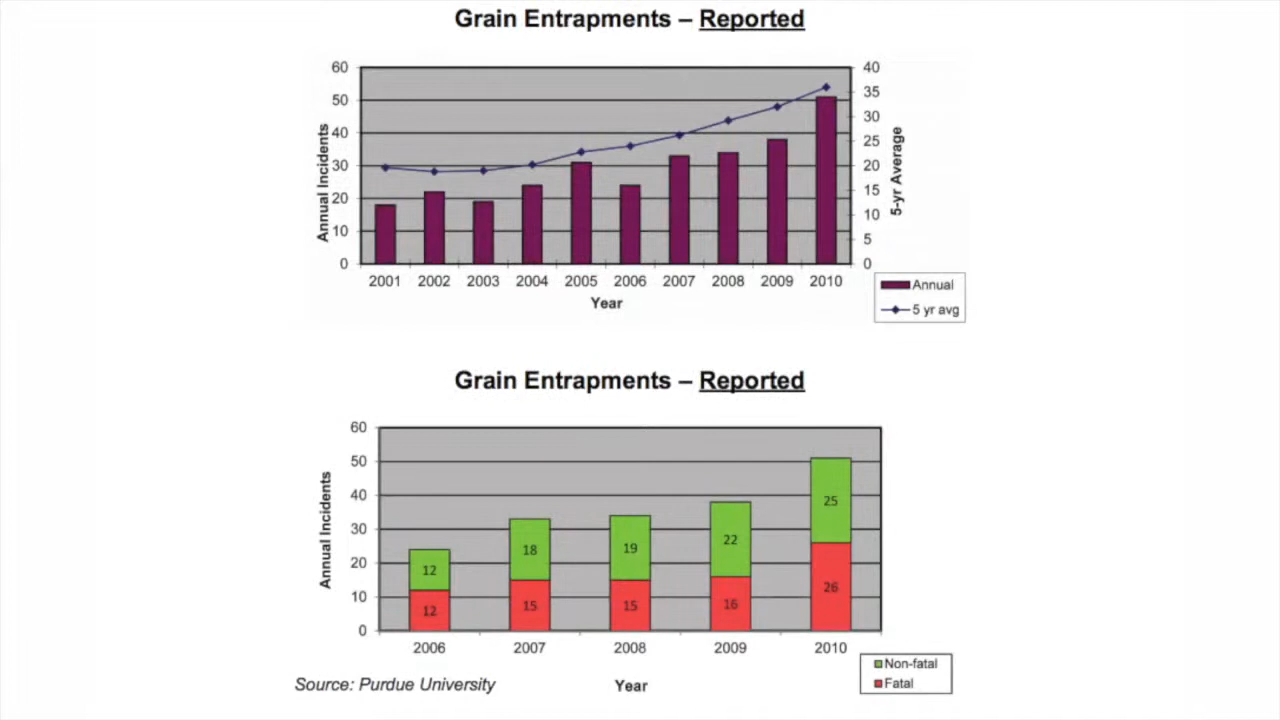 Grain Entrapments – Reported
60
50
40
30
20
10
0
Annual Incidents
40
35
30
25
20
15
10
5
0
5-yr Average
2001 2002 2003 2004 2005 2006 2007 2008 2009 2010
Year
Annual
5 yr avg
Grain Entrapments – Reported
60
50
40
30
20
10
0
Annual Incidents
12 18 19 22 25
12 15 15 16 26
2006 2007 2008 2009 2010
Year
Non-fatal
Fatal
Source: Purdue University